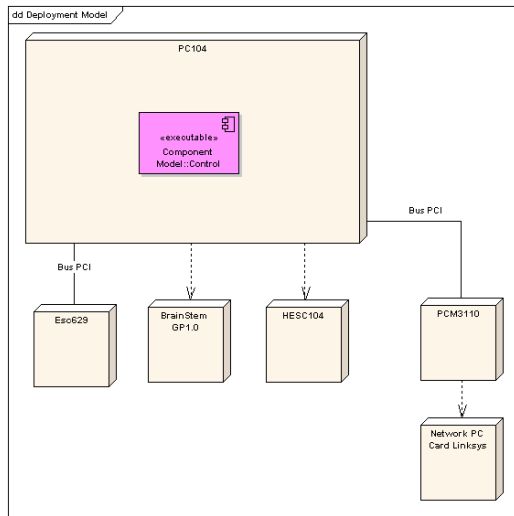 dd Deployment Model
PC104
«executable»
Component
Model::Control
Bus PCI
Bus PCI
Esc629
BrainStem
GP1.0
HESC104
PCM3110
Network PC
Card Linksys